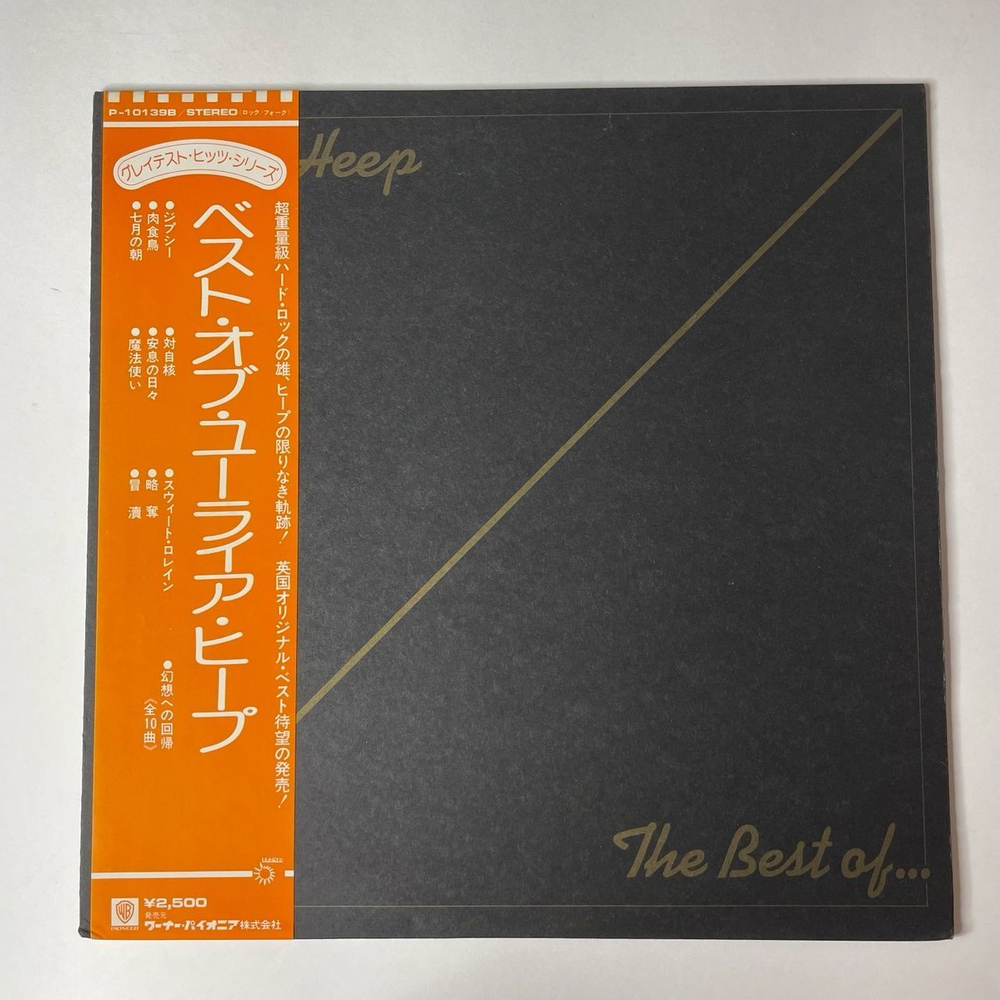 P-10139B/STEREO(ロック・フォーク)
グレイテスト・ヒッツ・シリーズ
超重量級ハード・ロックの雄、ヒープの限りなき軌跡! 英国オリジナル・ベスト待望の発売!
ベスト・オブ・ユーライア・ヒープ
●ジプシー
●肉食鳥
●七月の朝
●対自核
●安息の日々
●魔法使い
●スウィート・ロレイン
●略奪
●冒瀆
●幻想への回帰
《全10曲》
¥2,500
発売元
ワーナー・パイオニア株式会社
WB
PIONEER
Heep
The Best of...